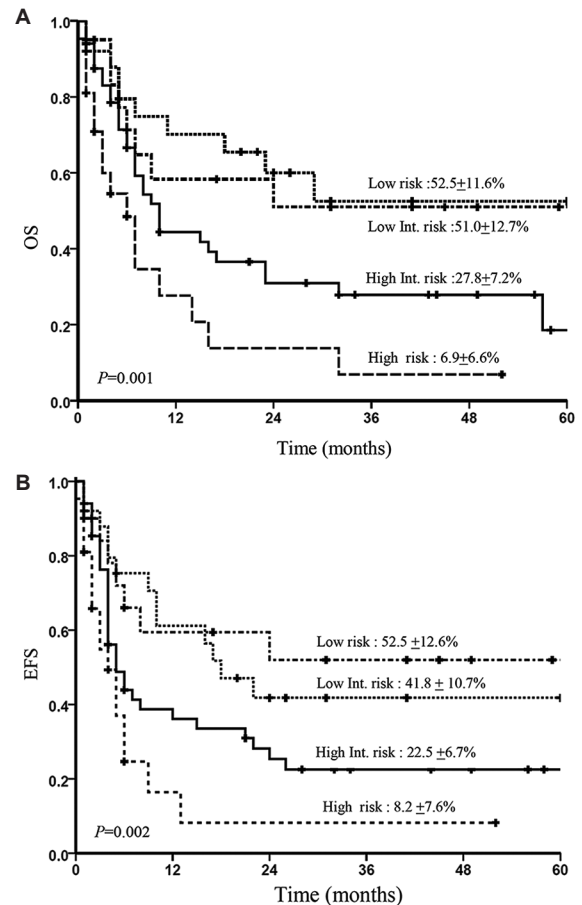 A
1.0
0.8
0.6
0.4
0.2
0.0
OS
Low risk :52.5±11.6%
Low Int. risk :51.0±12.7%
High Int. risk :27.8±7.2%
High risk : 6.9±6.6%
P=0.001
0 12 24 36 48 60
Time (months)
B
1.0
0.8
0.6
0.4
0.2
0.0
EFS
Low risk : 52.5 ±12.6%
Low Int. risk : 41.8 ± 10.7%
High Int. risk : 22.5 ±6.7%
High risk : 8.2 ±7.6%
P=0.002
0 12 24 36 48 60
Time (months)